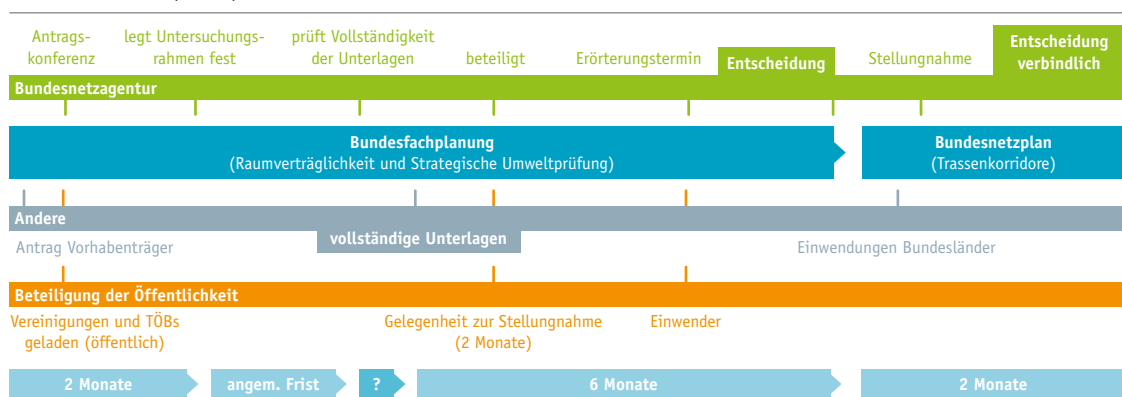 Antrags-
konferenz
legt Untersuchungs-
rahmen fest
prüft Vollständigkeit
der Unterlagen
beteiligt
Erörterungstermin
Entscheidung
Stellungnahme
Entscheidung
verbindlich
Bundesnetzagentur
Bundesfachplanung
(Raumverträglichkeit und Strategische Umweltprüfung)
Bundesnetzplan
(Trassenkorridore)
Andere
Antrag Vorhabenträger
vollständige Unterlagen
Einwendungen Bundesländer
Beteiligung der Öffentlichkeit
Vereinigungen und TÖBs
geladen (öffentlich)
Gelegenheit zur Stellungnahme
(2 Monate)
Einwender
2 Monate
angem. Frist
?
6 Monate
2 Monate